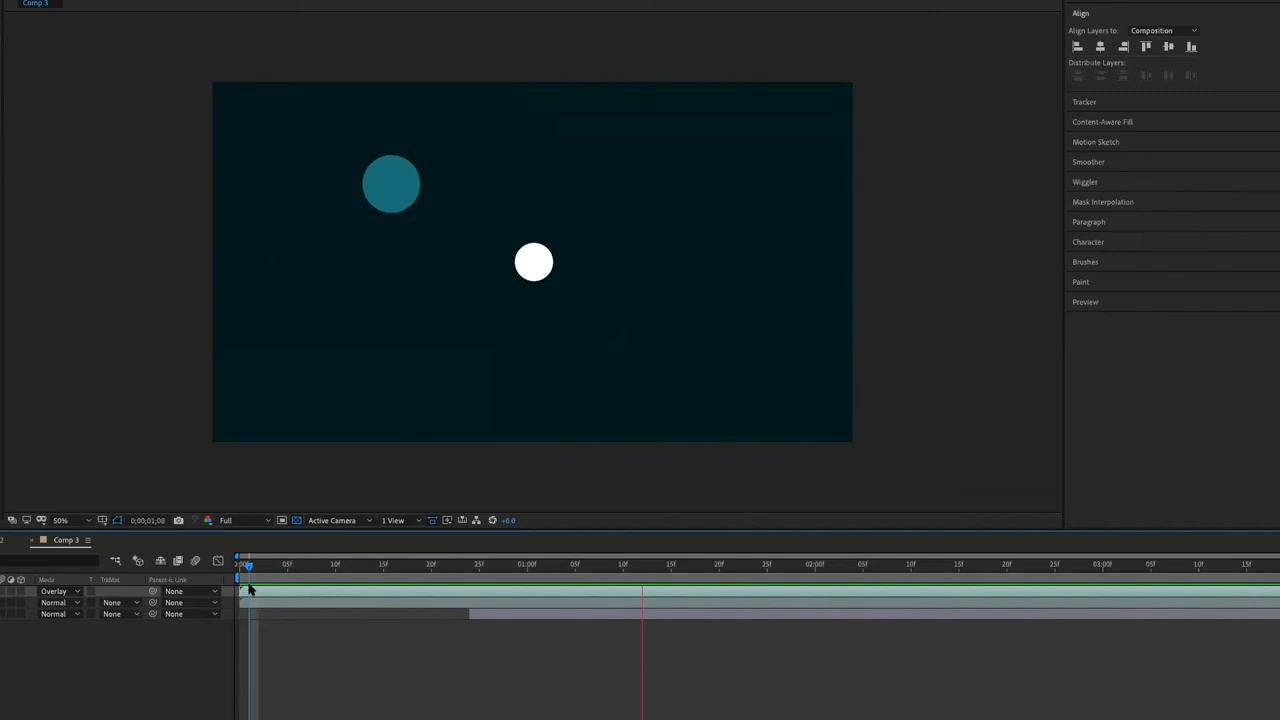 Comp 3
Align
Align Layers to: Composition
Distribute Layers:
Tracker
Content-Aware Fill
Motion Sketch
Smoother
Wiggler
Mask Interpolation
Paragraph
Character
Brushes
Paint
Preview
50% 0;00;01;08 Full Active Camera 1 View +0.0
2 × Comp 3
05f 10f 15f 20f 25f 01:00f 05f 10f 15f 20f 25f 02:00f 05f 10f 15f 20f 25f 03:00f 05f 10f 15f
Mode T TrkMat Parent & Link
Overlay None
Normal None None
Normal None None